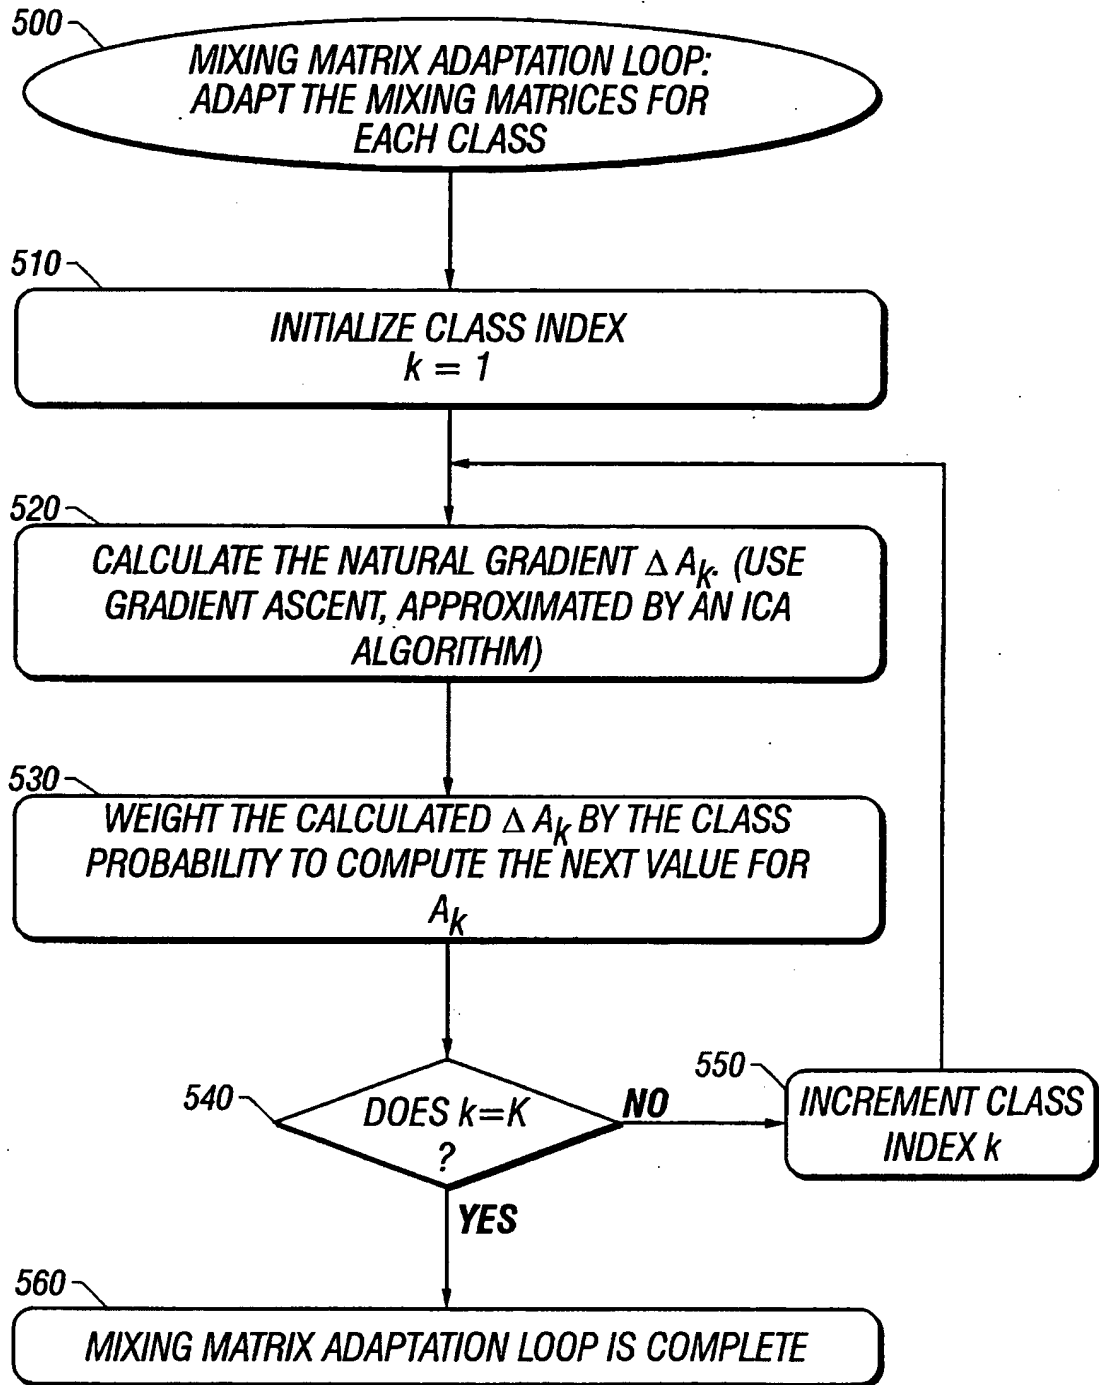 500
MIXING MATRIX ADAPTATION LOOP:
ADAPT THE MIXING MATRICES FOR
EACH CLASS
510
INITIALIZE CLASS INDEX
k = 1
520
CALCULATE THE NATURAL GRADIENT Δ Ak. (USE
GRADIENT ASCENT, APPROXIMATED BY AN ICA
ALGORITHM)
530
WEIGHT THE CALCULATED Δ Ak BY THE CLASS
PROBABILITY TO COMPUTE THE NEXT VALUE FOR
Ak
540
DOES k=K
?
NO
550
INCREMENT CLASS
INDEX k
YES
560
MIXING MATRIX ADAPTATION LOOP IS COMPLETE